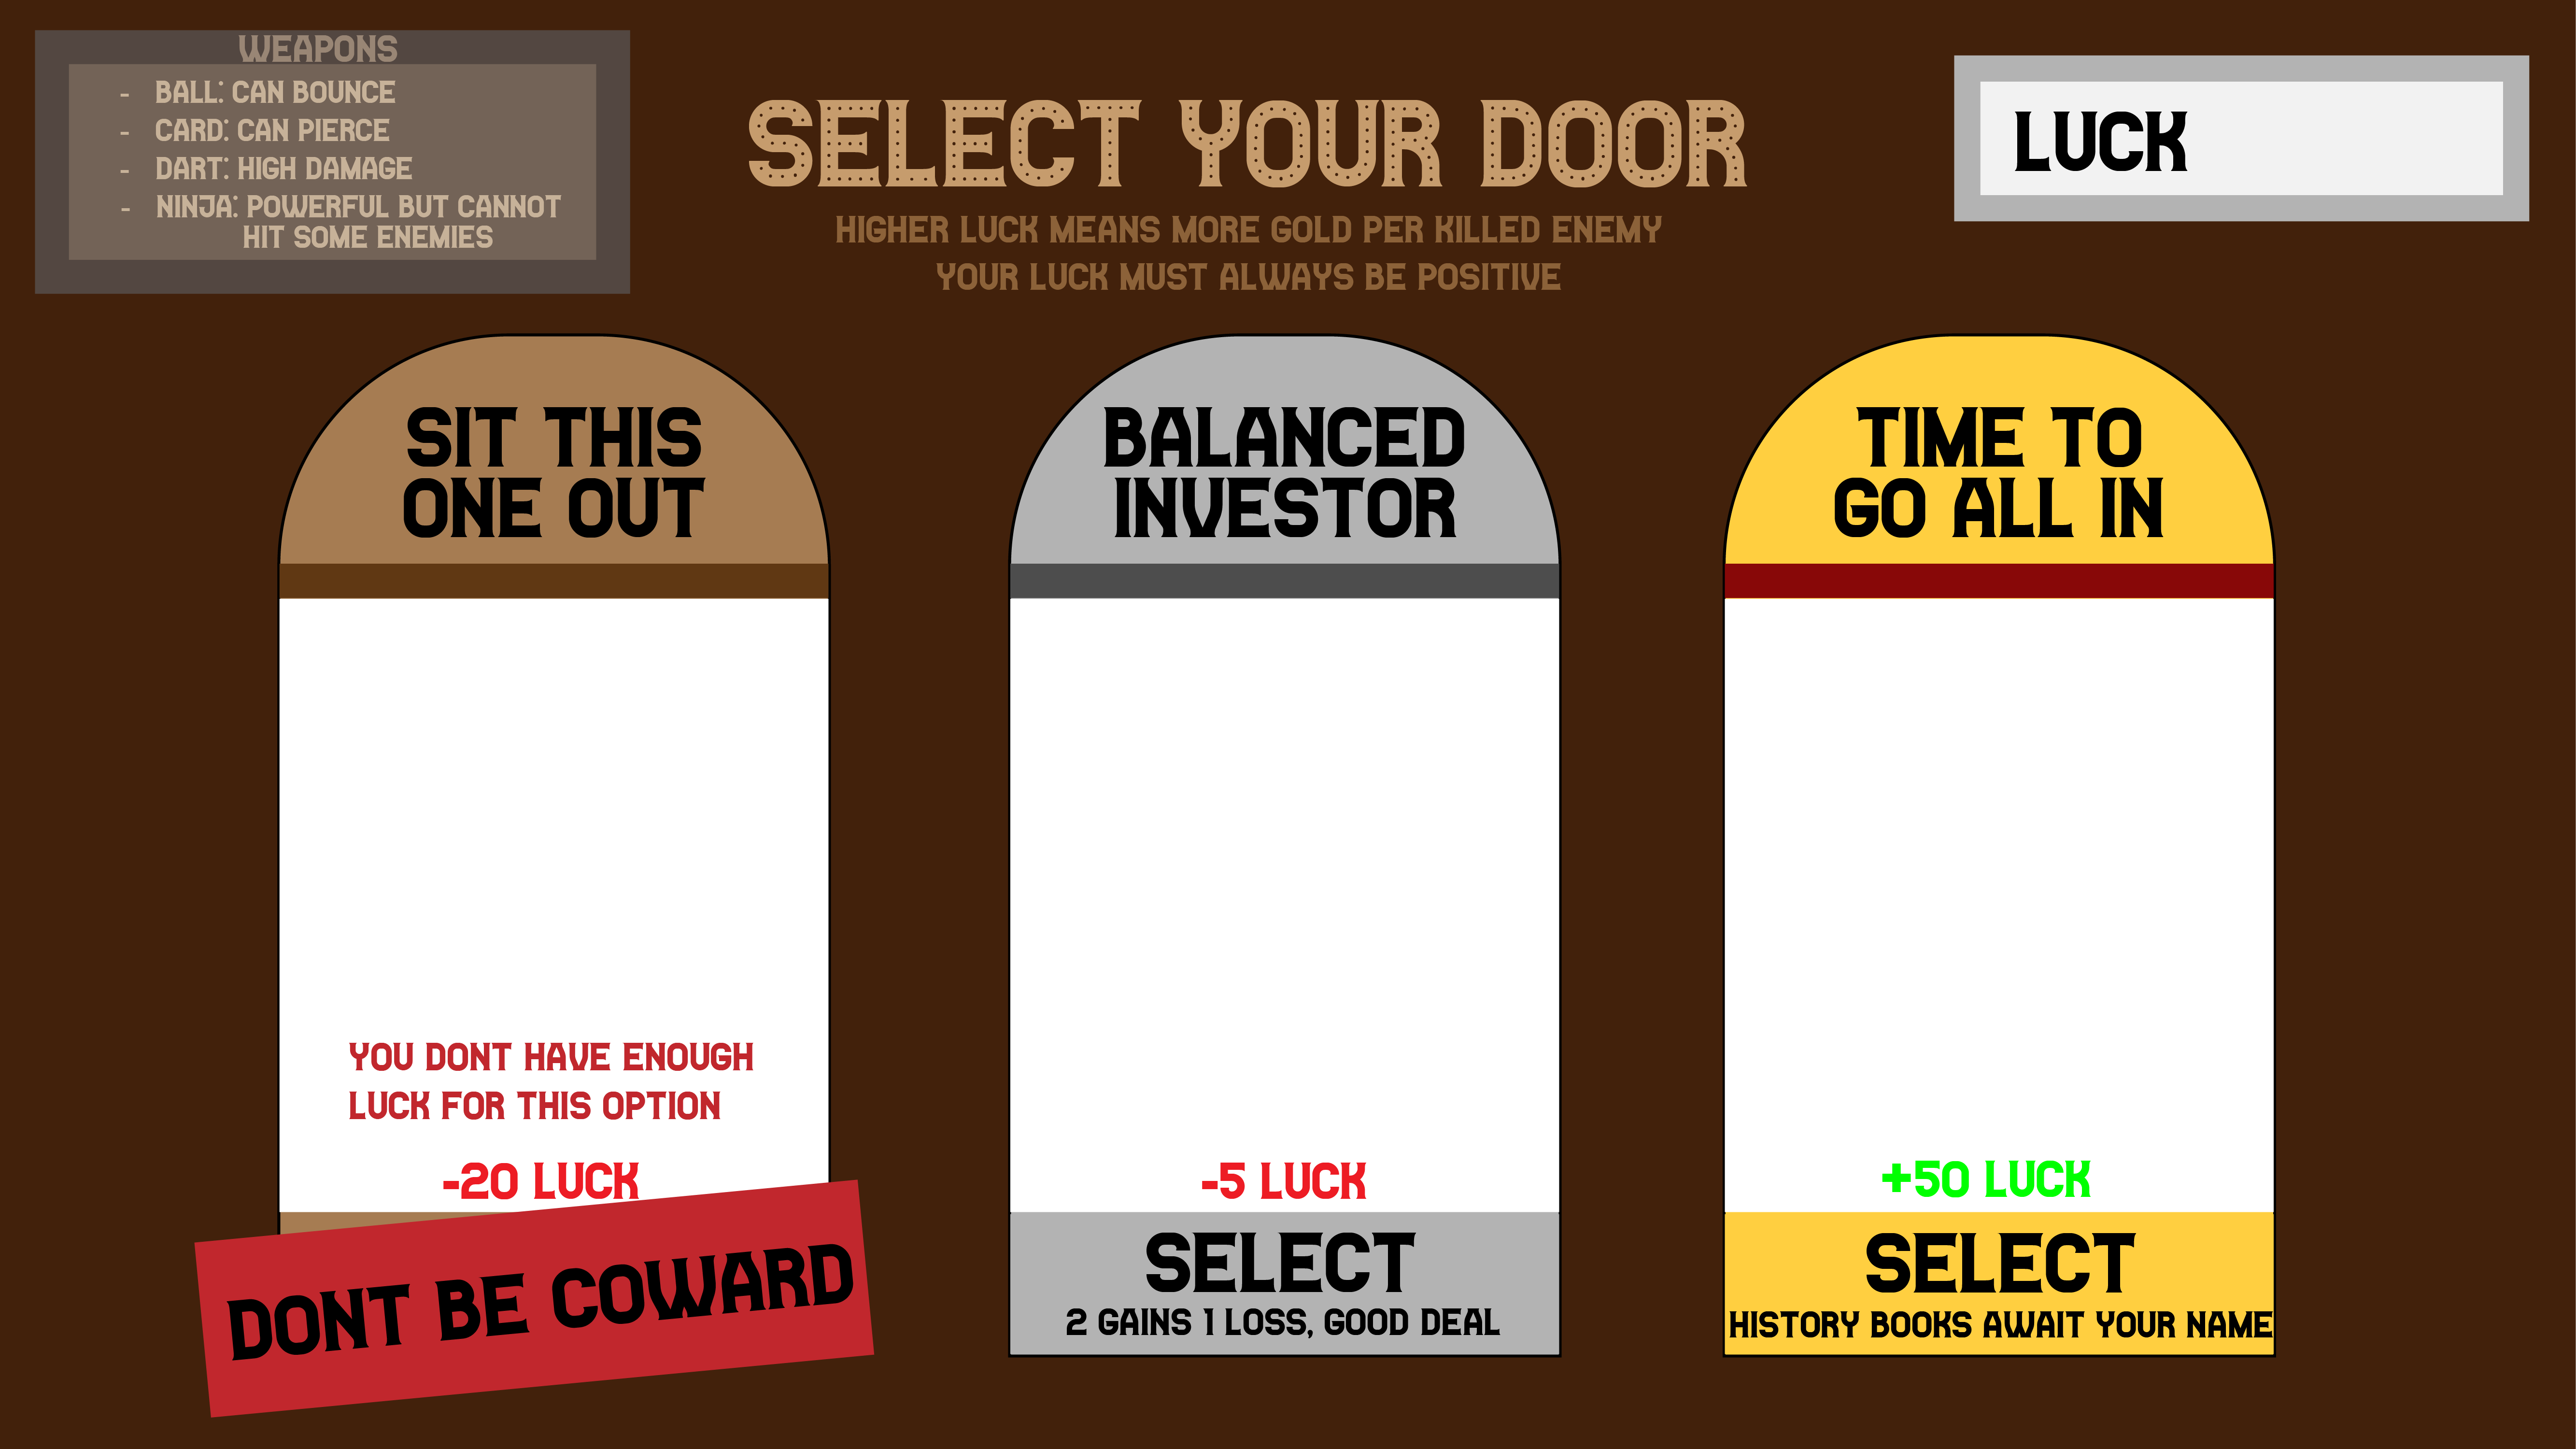 WEAPONS
- BALL: CAN BOUNCE
- CARD: CAN PIERCE
- DART: HIGH DAMAGE
- NINJA: POWERFUL BUT CANNOT
HIT SOME ENEMIES
SELECT YOUR DOOR
HIGHER LUCK MEANS MORE GOLD PER KILLED ENEMY
YOUR LUCK MUST ALWAYS BE POSITIVE
LUCK
SIT THIS
ONE OUT
YOU DONT HAVE ENOUGH
LUCK FOR THIS OPTION
-20 LUCK
DONT BE COWARD
BALANCED
INVESTOR
-5 LUCK
SELECT
2 GAINS 1 LOSS, GOOD DEAL
TIME TO
GO ALL IN
+50 LUCK
SELECT
HISTORY BOOKS AWAIT YOUR NAME